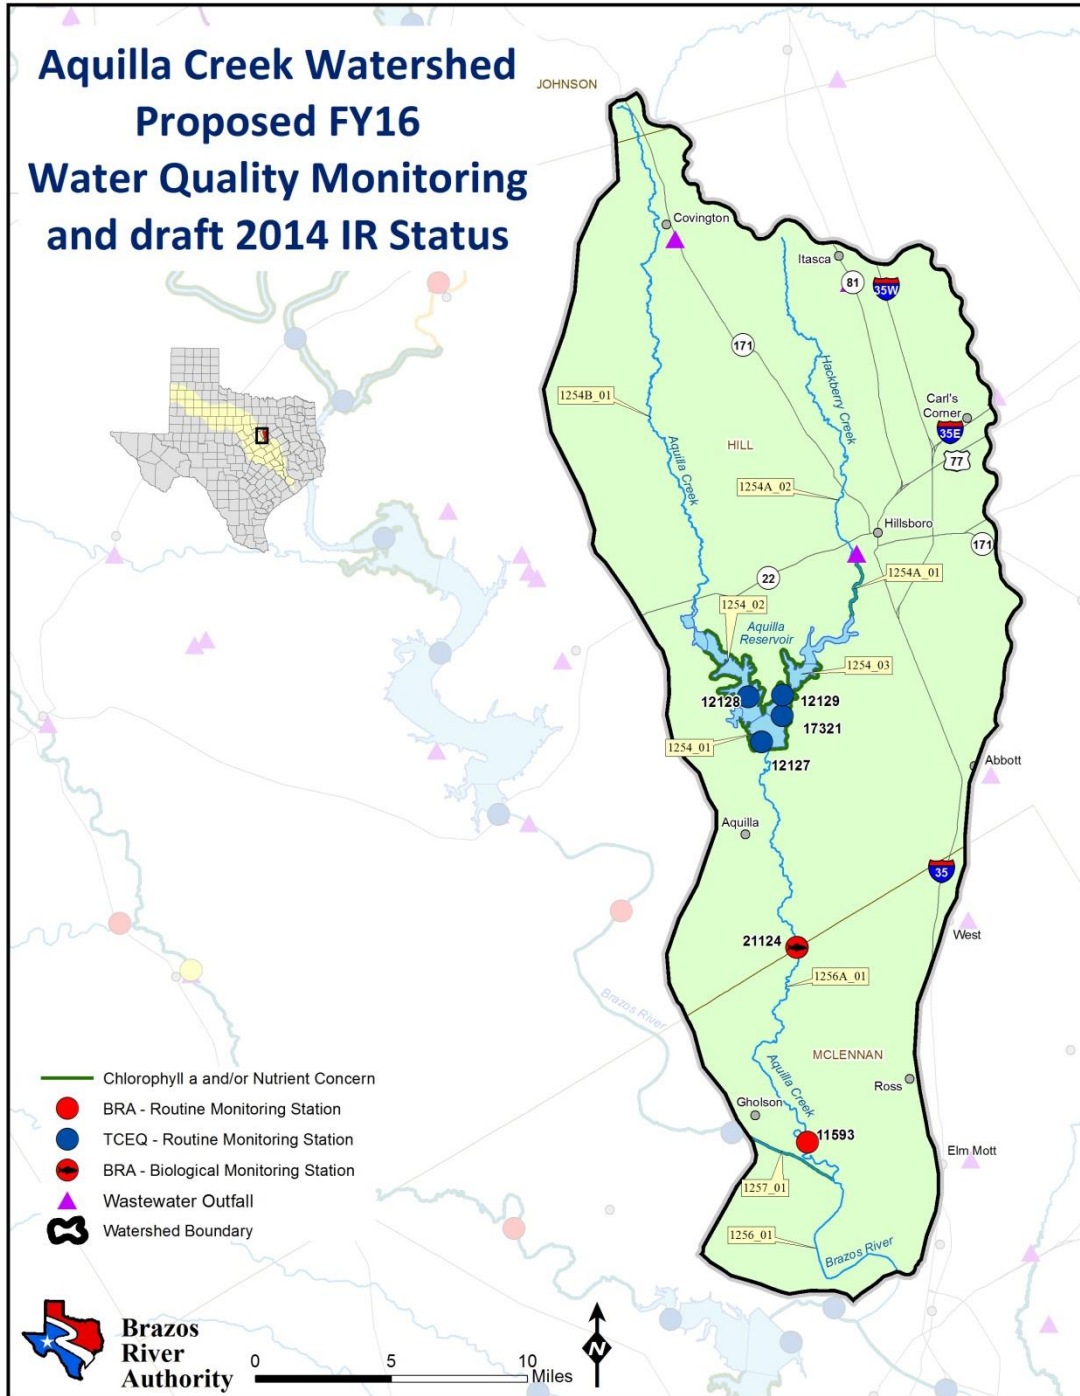 Aquilla Creek Watershed
Proposed FY16
Water Quality Monitoring
and draft 2014 IR Status
JOHNSON
Covington
Itasca
81
35W
171
Hackberry Creek
1254B_01
Carl's
Corner
35E
77
Aquilla Creek
HILL
1254A_02
Hillsboro
171
22
1254A_01
1254_02
Aquilla
Reservoir
1254_03
12128
12129
17321
1254_01
12127
Abbott
Aquilla
35
West
21124
1256A_01
Brazos River
MCLENNAN
Aquilla Creek
Ross
Gholson
11593
Elm Mott
1257_01
1256_01
Brazos River
Chlorophyll a and/or Nutrient Concern
BRA - Routine Monitoring Station
TCEQ - Routine Monitoring Station
BRA - Biological Monitoring Station
Wastewater Outfall
Watershed Boundary
Brazos
River
Authority
0 5 10
Miles
N